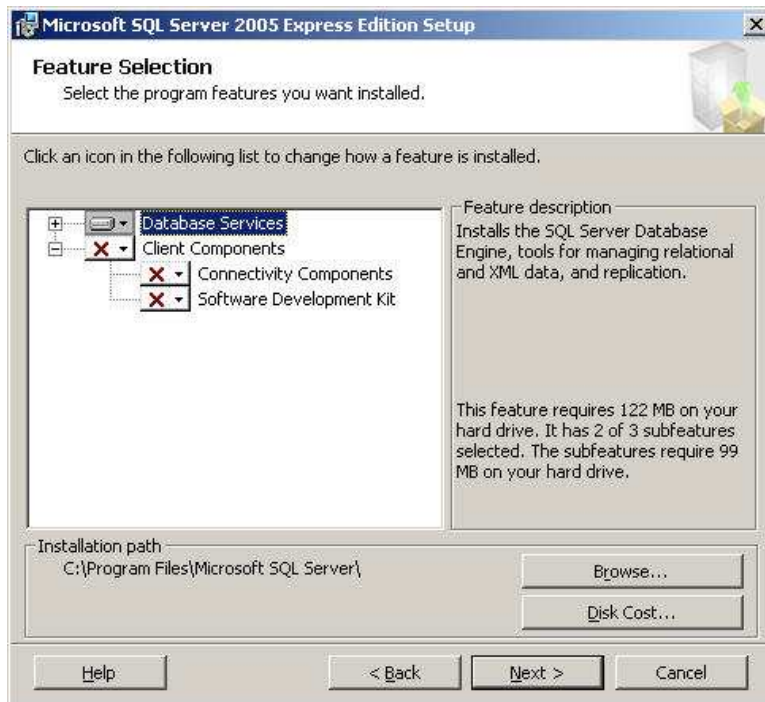 Microsoft SQL Server 2005 Express Edition Setup
Feature Selection
Select the program features you want installed.
Click an icon in the following list to change how a feature is installed.
Database Services
Client Components
Connectivity Components
Software Development Kit
Feature description
Installs the SQL Server Database
Engine, tools for managing relational
and XML data, and replication.
This feature requires 122 MB on your
hard drive. It has 2 of 3 subfeatures
selected. The subfeatures require 99
MB on your hard drive.
Installation path
C:\Program Files\Microsoft SQL Server\
Browse...
Disk Cost...
Help
< Back
Next >
Cancel